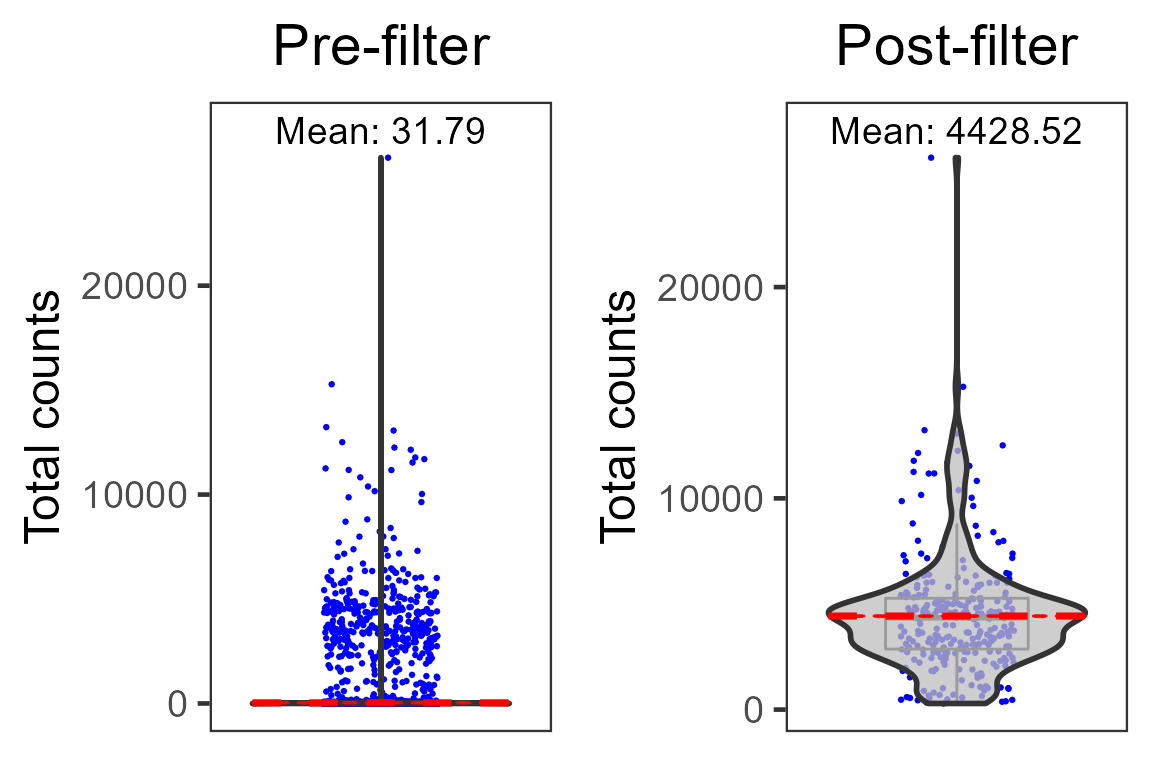 Pre-filter
Mean: 31.79
Total counts
20000
10000
0
Post-filter
Mean: 4428.52
Total counts
20000
10000
0